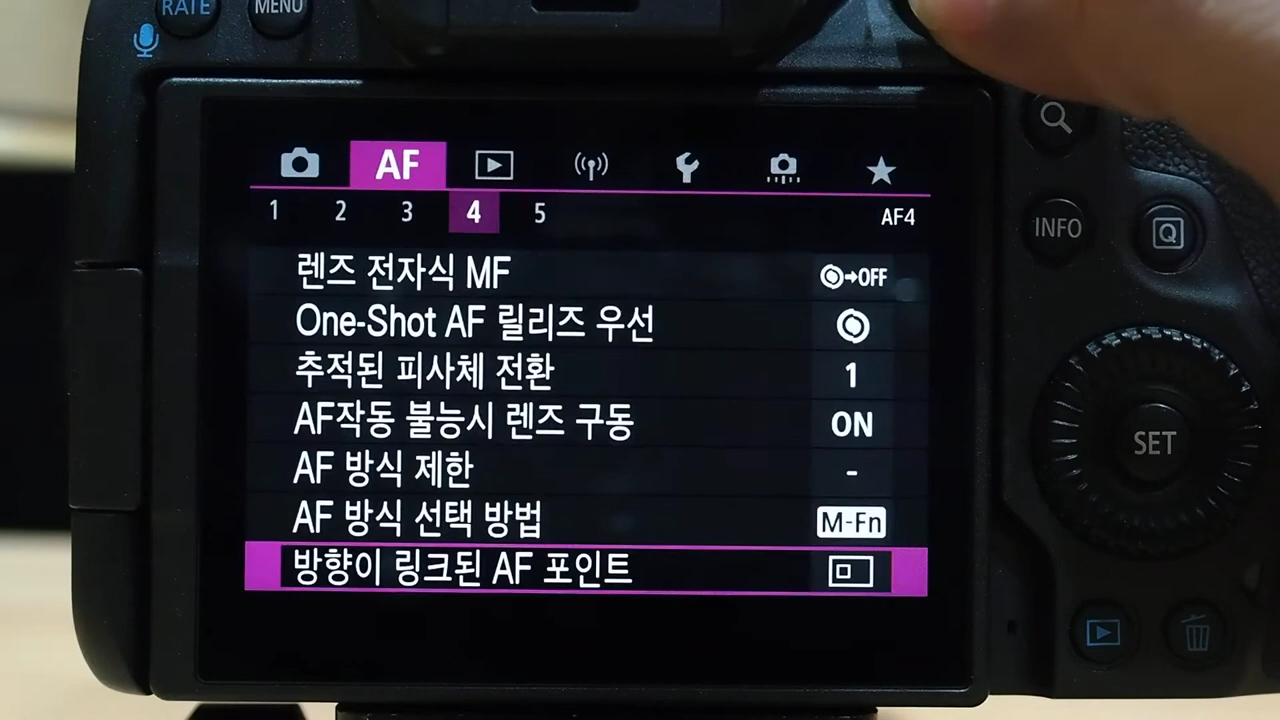 RATE MENU
AF
1 2 3 4 5 AF4
렌즈 전자식 MF →OFF
One-Shot AF 릴리즈 우선
추적된 피사체 전환 1
AF작동 불능시 렌즈 구동 ON
AF 방식 제한 -
AF 방식 선택 방법 M-Fn
방향이 링크된 AF 포인트
INFO Q
SET